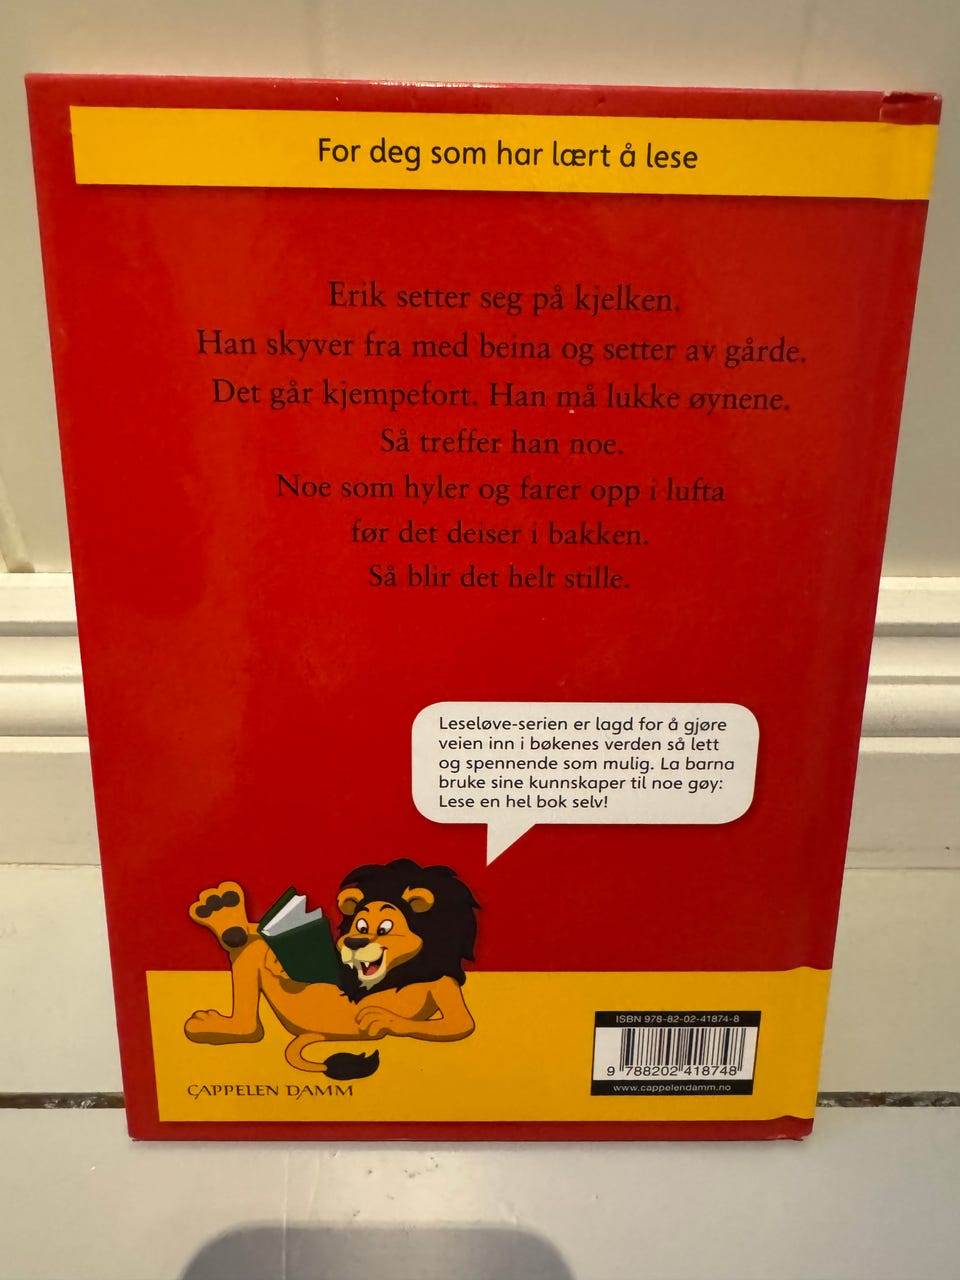 For deg som har lært å lese
Erik setter seg på kjelken.
Han skyver fra med beina og setter av gårde.
Det går kjempefort. Han må lukke øynene.
Så treffer han noe.
Noe som hyler og farer opp i lufta
før det deiser i bakken.
Så blir det helt stille.
Leseløve-serien er lagd for å gjøre
veien inn i bøkenes verden så lett
og spennende som mulig. La barna
bruke sine kunnskaper til noe gøy:
Lese en hel bok selv!
CAPPELEN DAMM
ISBN 978-82-02-41874-8
9 788202 418748
www.cappelendamm.no